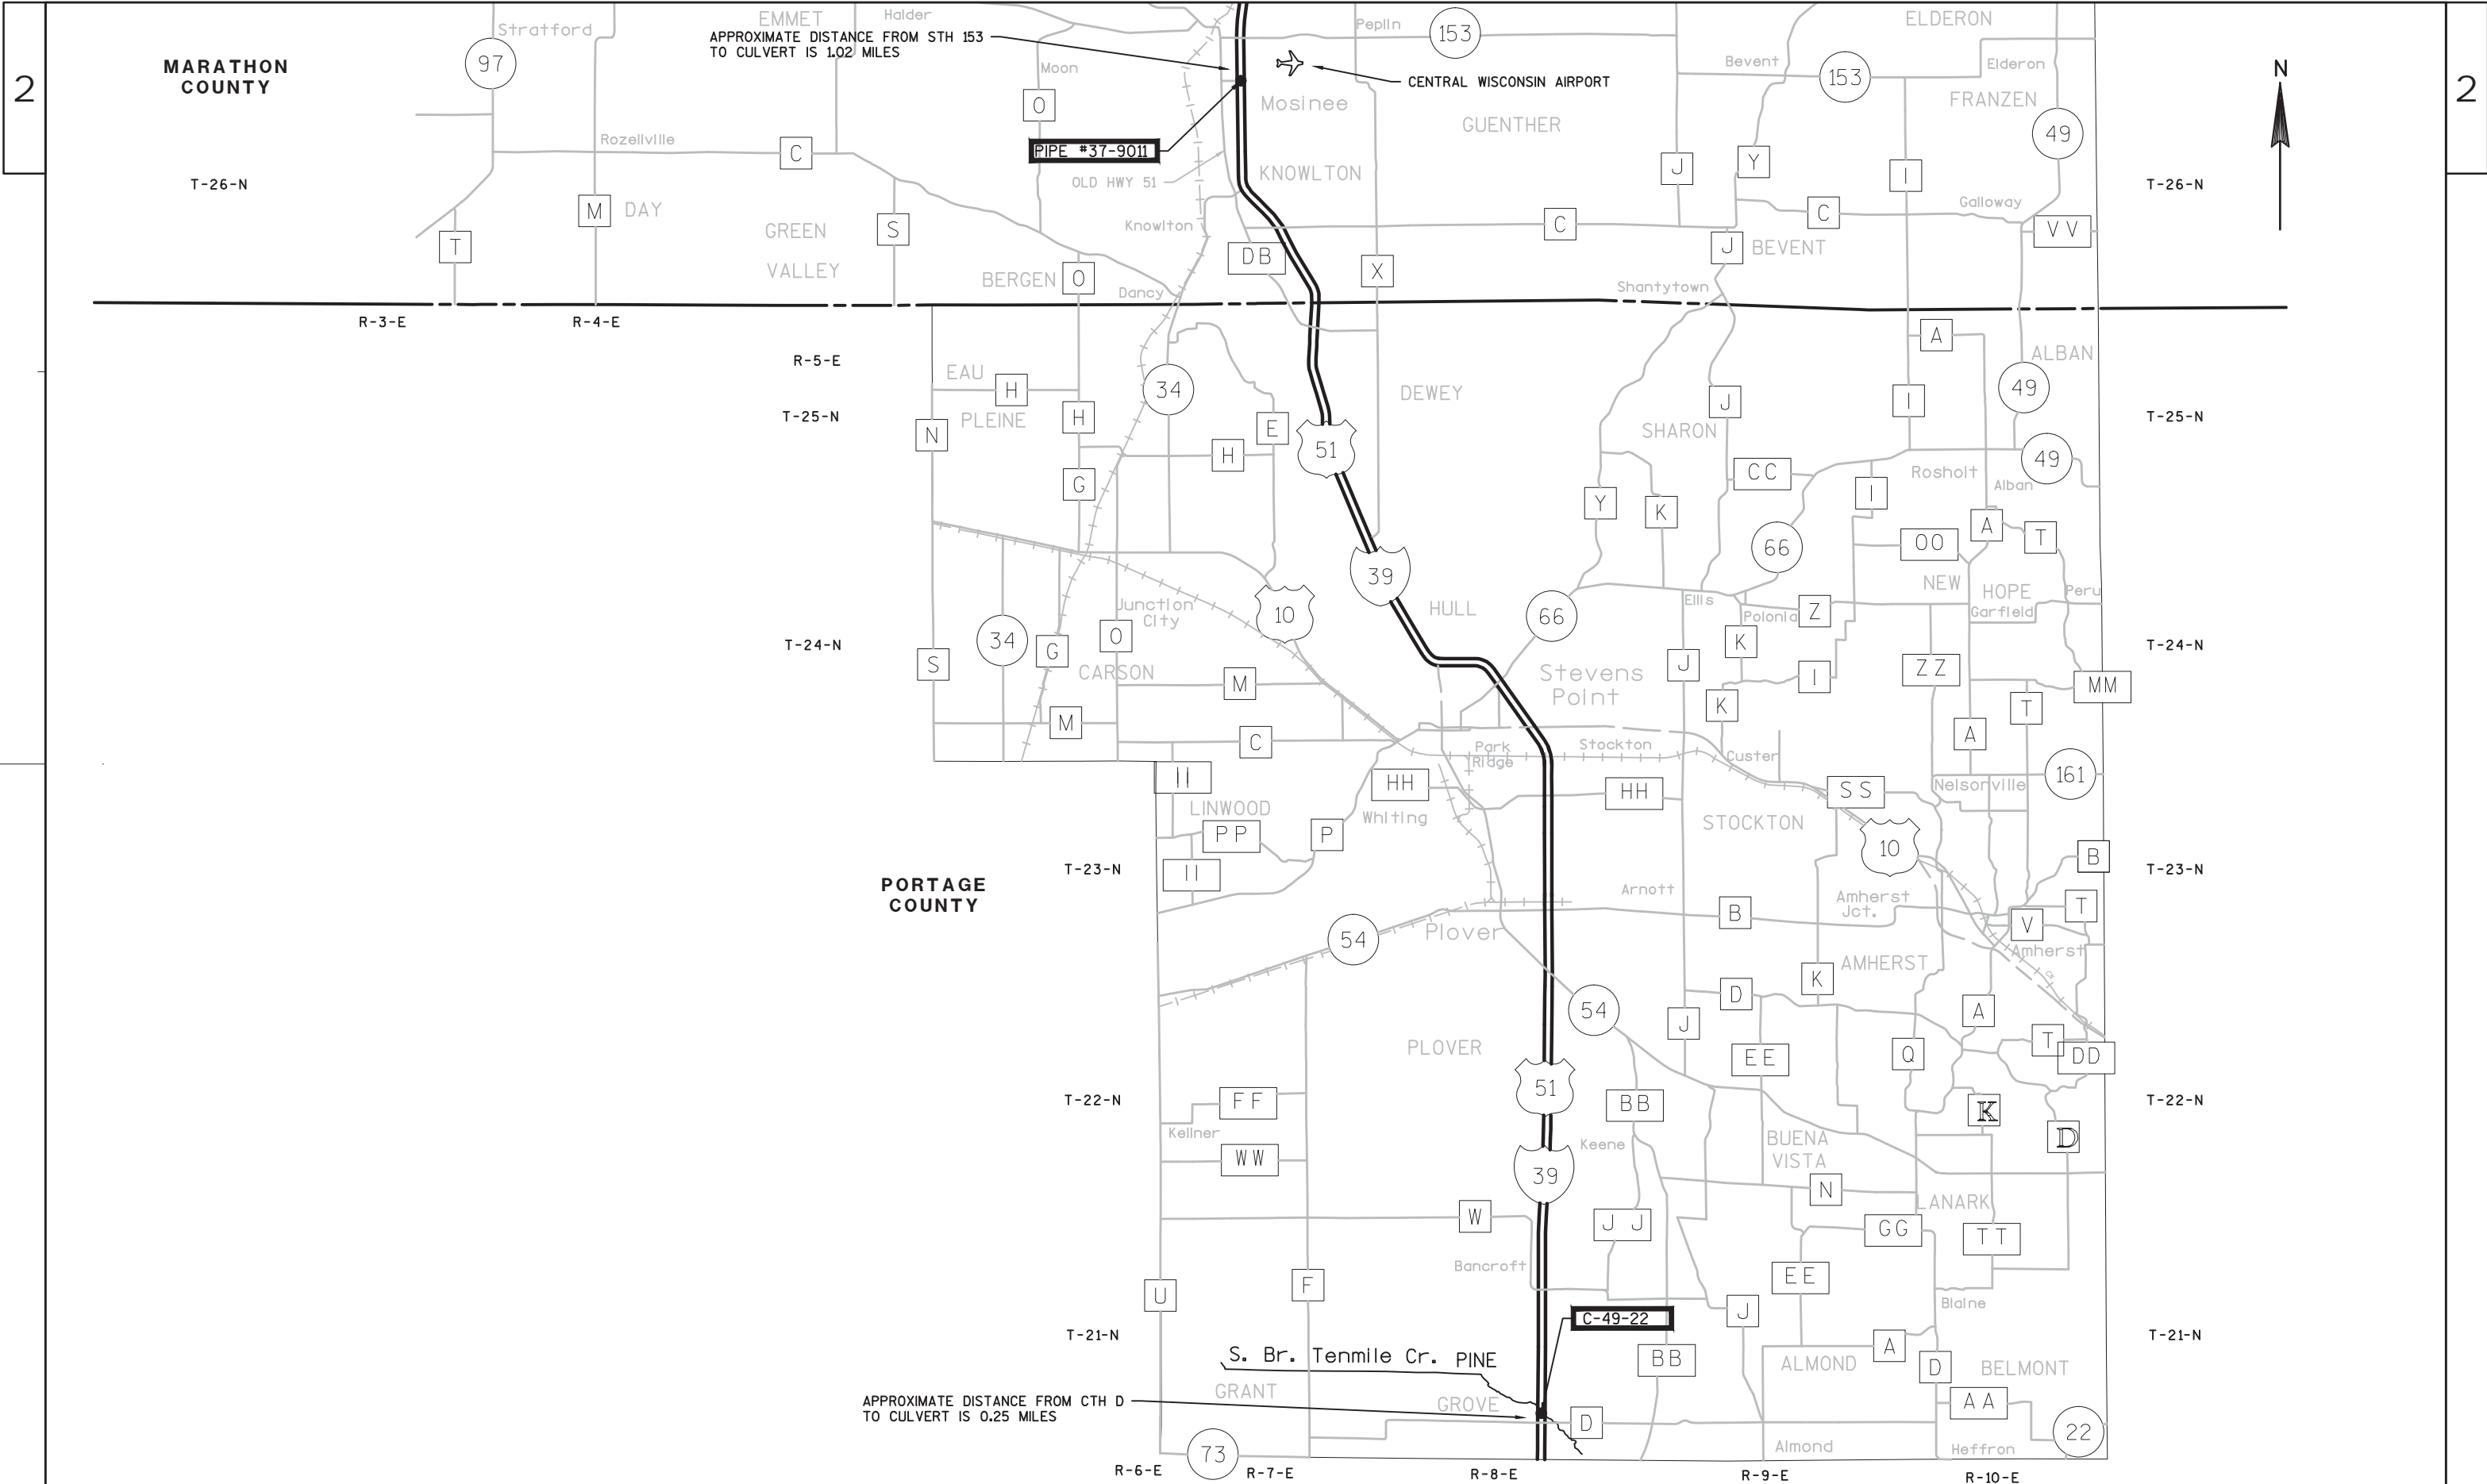 2
MARATHON
COUNTY
Stratford
97
EMMET
Halder
APPROXIMATE DISTANCE FROM STH 153
TO CULVERT IS 1.02 MILES
Peplin
153
CENTRAL WISCONSIN AIRPORT
Bevent
153
ELDERON
Elderon
FRANZEN
N
2
Moon
O
Mosinee
GUENTHER
49
Rozellville
C
PIPE #37-9011
OLD HWY 51
KNOWLTON
J
Y
I
T-26-N
T-26-N
M
DAY
T
GREEN
VALLEY
S
Knowlton
DB
C
C
Galloway
VV
J
BEVENT
BERGEN
O
Dancy
X
Shantytown
R-3-E
R-4-E
R-5-E
A
ALBAN
EAU
PLEINE
H
34
DEWEY
49
T-25-N
N
H
E
51
J
I
T-25-N
SHARON
H
G
CC
Rosholt
49
Alban
Y
K
I
A
T
39
66
OO
NEW
HOPE
Peru
Garfield
Junction
City
10
HULL
66
Ellis
Polonia
Z
T-24-N
34
G
O
S
CARSON
M
Stevens
Point
J
K
I
ZZ
T-24-N
MM
M
C
K
T
A
Park
Ridge
Stockton
Custer
II
HH
HH
SS
Nelsonville
161
LINWOOD
PP
P
Whiting
STOCKTON
10
B
II
T-23-N
T-23-N
PORTAGE
COUNTY
Arnott
B
Amherst
Jct.
T
V
54
Plover
Amherst
AMHERST
K
D
54
J
A
PLOVER
EE
Q
T
DD
51
T-22-N
FF
BB
K
T-22-N
Kellner
Keene
BUENA
VISTA
D
WW
39
N
LANARK
W
JJ
GG
TT
Bancroft
EE
U
F
C-49-22
J
Blaine
T-21-N
T-21-N
S. Br. Tenmile Cr.
PINE
BB
ALMOND
A
D
BELMONT
GRANT
GROVE
APPROXIMATE DISTANCE FROM CTH D
TO CULVERT IS 0.25 MILES
D
AA
22
73
Almond
Heffron
R-6-E
R-7-E
R-8-E
R-9-E
R-10-E